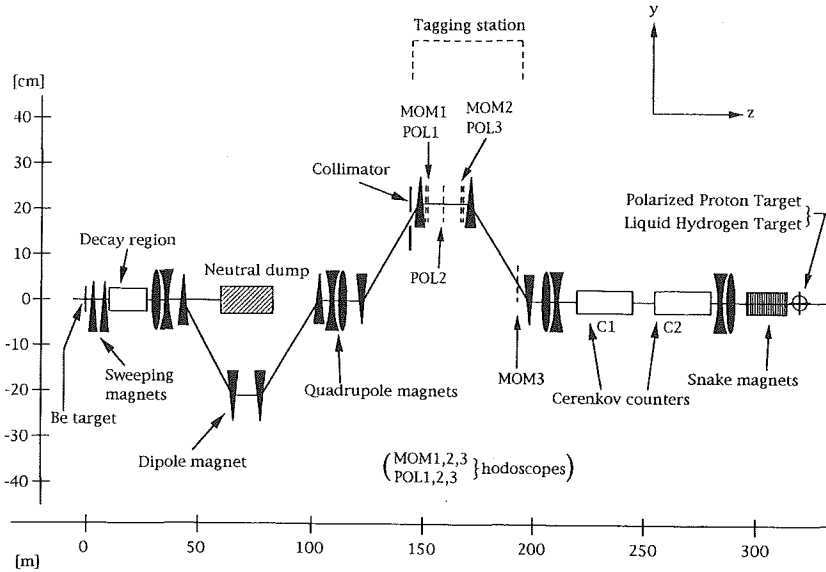 Tagging station
y
z
[cm]
40
30
20
10
0
-10
-20
-30
-40
MOM1
POL1
MOM2
POL3
Collimator
POL2
Polarized Proton Target
Liquid Hydrogen Target
Decay region
Neutral dump
C1
C2
Sweeping
magnets
Be target
Dipole magnet
Quadrupole magnets
MOM3
Cerenkov counters
Snake magnets
(MOM1,2,3
POL1,2,3 } hodoscopes)
0 50 100 150 200 250 300
[m]